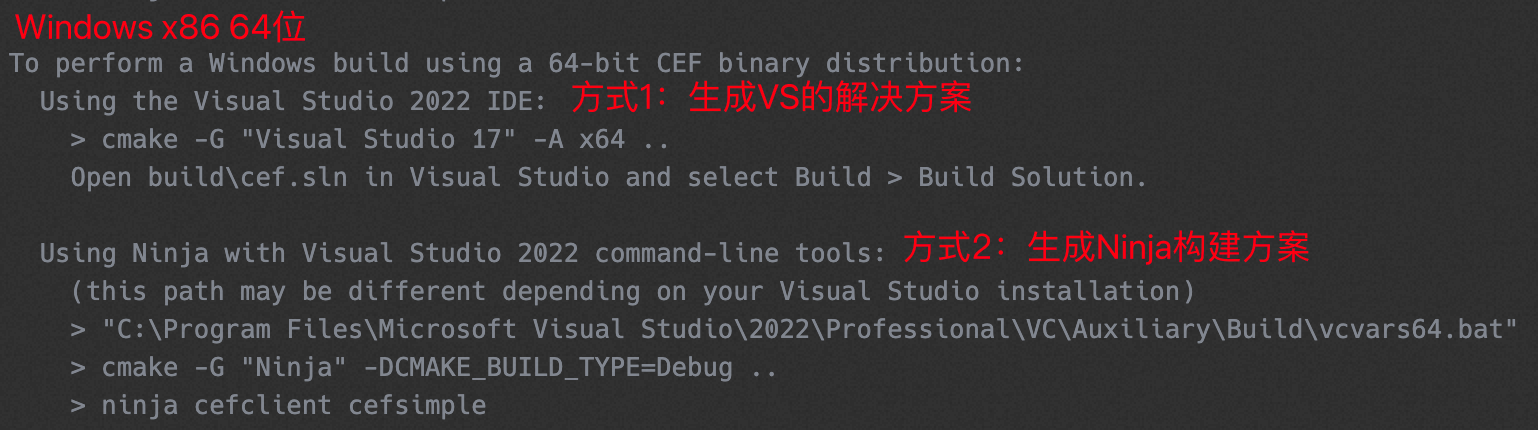 Windows x86 64位
To perform a Windows build using a 64-bit CEF binary distribution:
Using the Visual Studio 2022 IDE: 方式1：生成VS的解决方案
> cmake -G "Visual Studio 17" -A x64 ..
Open build\cef.sln in Visual Studio and select Build > Build Solution.
Using Ninja with Visual Studio 2022 command-line tools: 方式2：生成Ninja构建方案
(this path may be different depending on your Visual Studio installation)
> "C:\Program Files\Microsoft Visual Studio\2022\Professional\VC\Auxiliary\Build\vcvars64.bat"
> cmake -G "Ninja" -DCMAKE_BUILD_TYPE=Debug ..
> ninja cefclient cefsimple